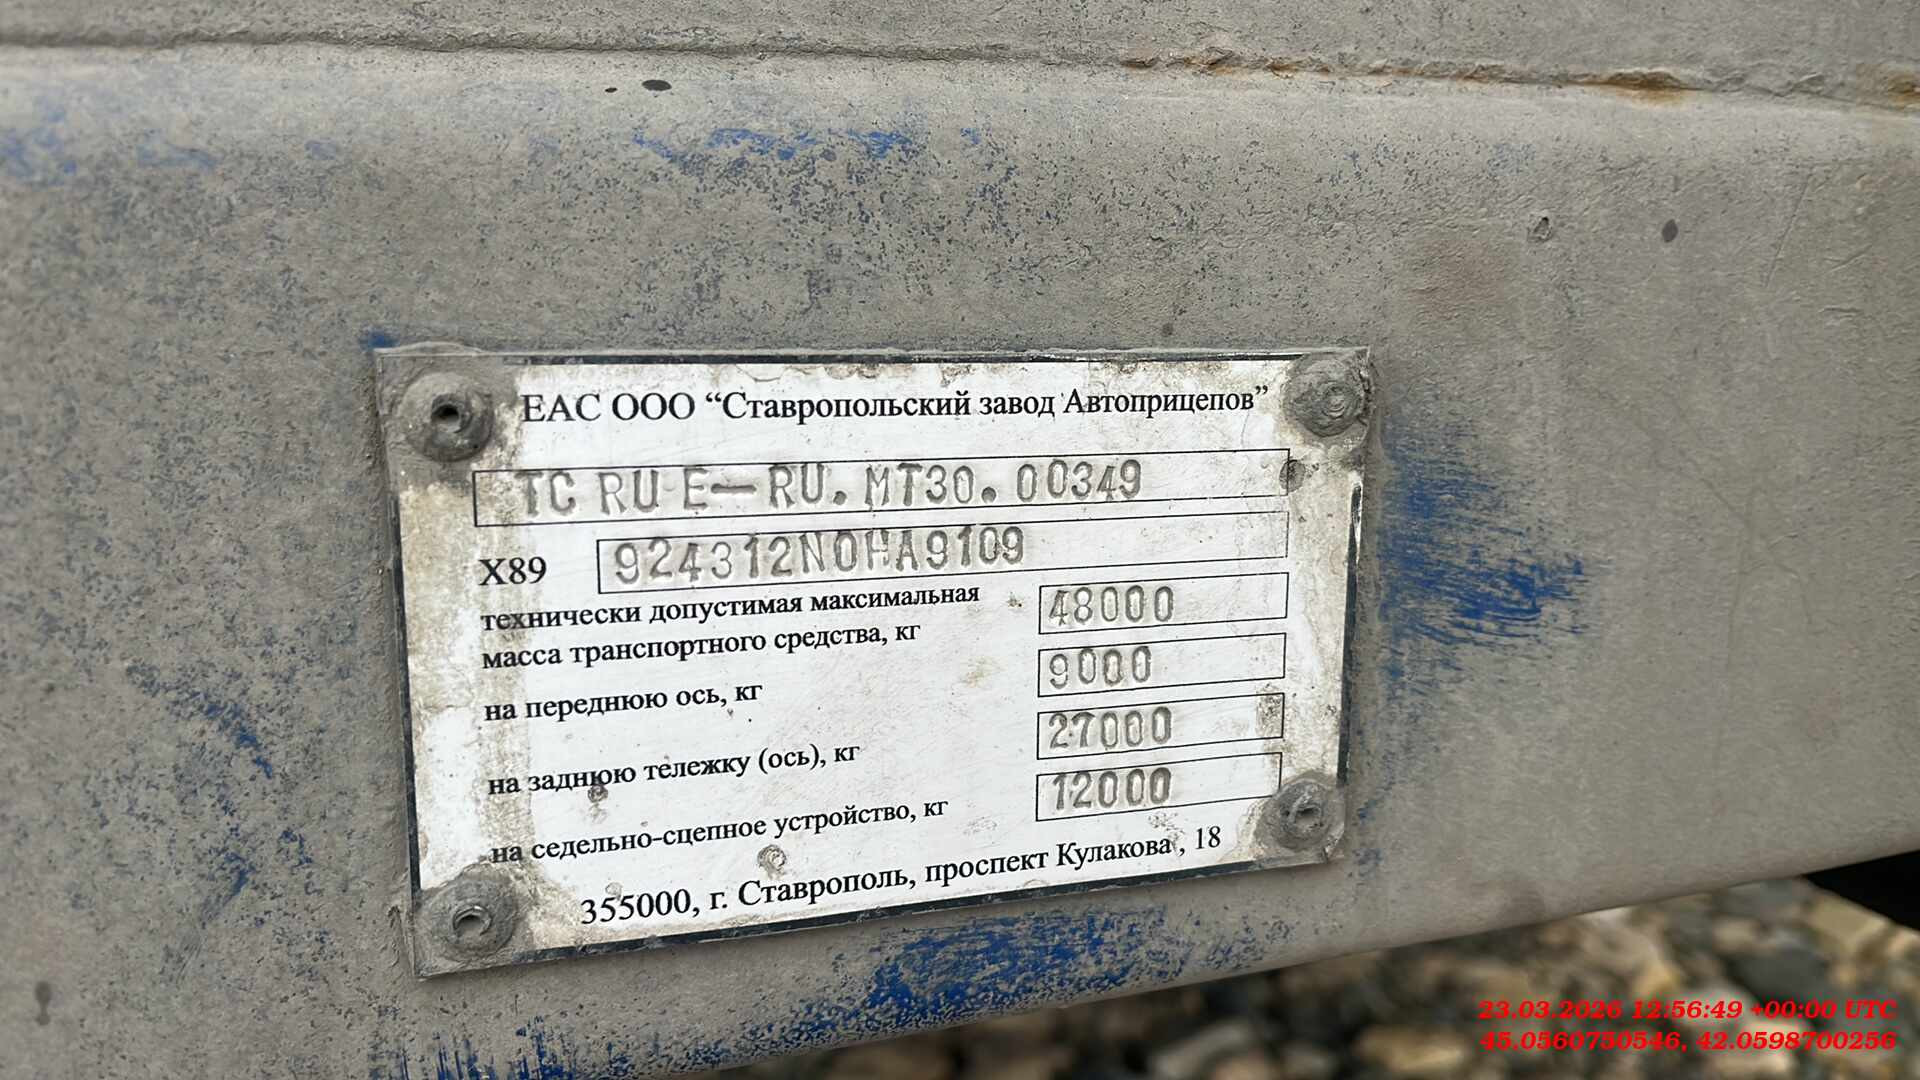 ЕАС ООО “Ставропольский завод Автоприцепов”
TC RU E—RU.MT30.00349
X89 924312N0HA9109
технически допустимая максимальная
масса транспортного средства, кг 48000
на переднюю ось, кг 9000
на заднюю тележку (ось), кг 27000
на седельно-сцепное устройство, кг 12000
355000, г. Ставрополь, проспект Кулакова , 18
23.03.2026 12:56:49 +00:00 UTC
45.0560750546, 42.0598700256